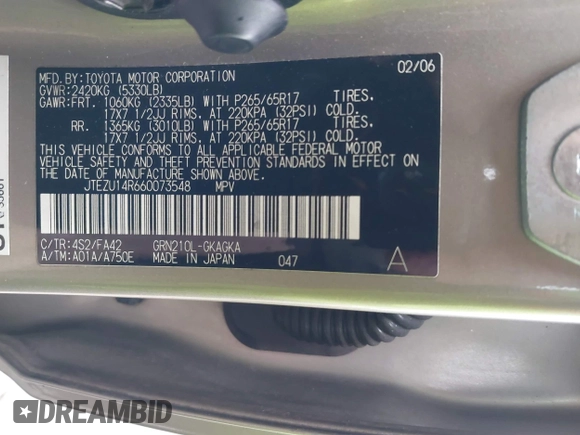 MFD.BY:TOYOTA MOTOR CORPORATION 02/06
GVWR:2420KG (5330LB)
GAWR:FRT. 1060KG (2335LB) WITH P265/65R17 TIRES.
17X7 1/2JJ RIMS. AT 220KPA (32PSI) COLD.
RR. 1365KG (3010LB) WITH P265/65R17 TIRES.
17X7 1/2JJ RIMS. AT 220KPA (32PSI) COLD.
THIS VEHICLE CONFORMS TO ALL APPLICABLE FEDERAL MOTOR
VEHICLE SAFETY AND BUMPER STANDARDS IN EFFECT ON
THE DATE OF MANUFACTURE SHOWN ABOVE.
JTEZU14R660073548 MPV
C/TR:4S2/FA42 GRN210L-GKAGKA
A/TM:A01A/A750E MADE IN JAPAN 047 A
DREAMBID